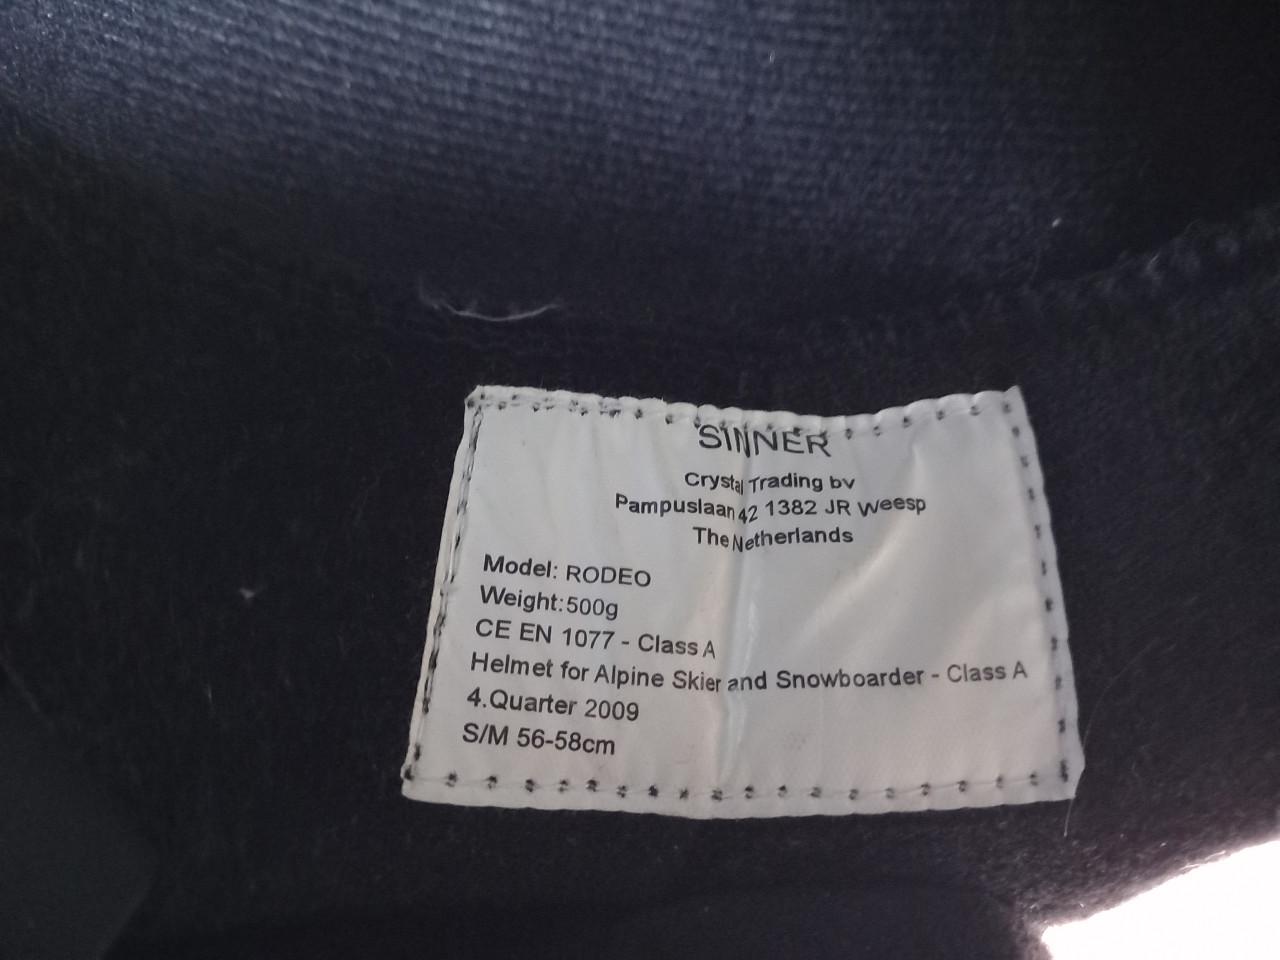 SINNER
Crystal Trading bv
Pampuslaan 42 1382 JR Weesp
The Netherlands
Model: RODEO
Weight:500g
CE EN 1077 - Class A
Helmet for Alpine Skier and Snowboarder - Class A
4.Quarter 2009
S/M 56-58cm